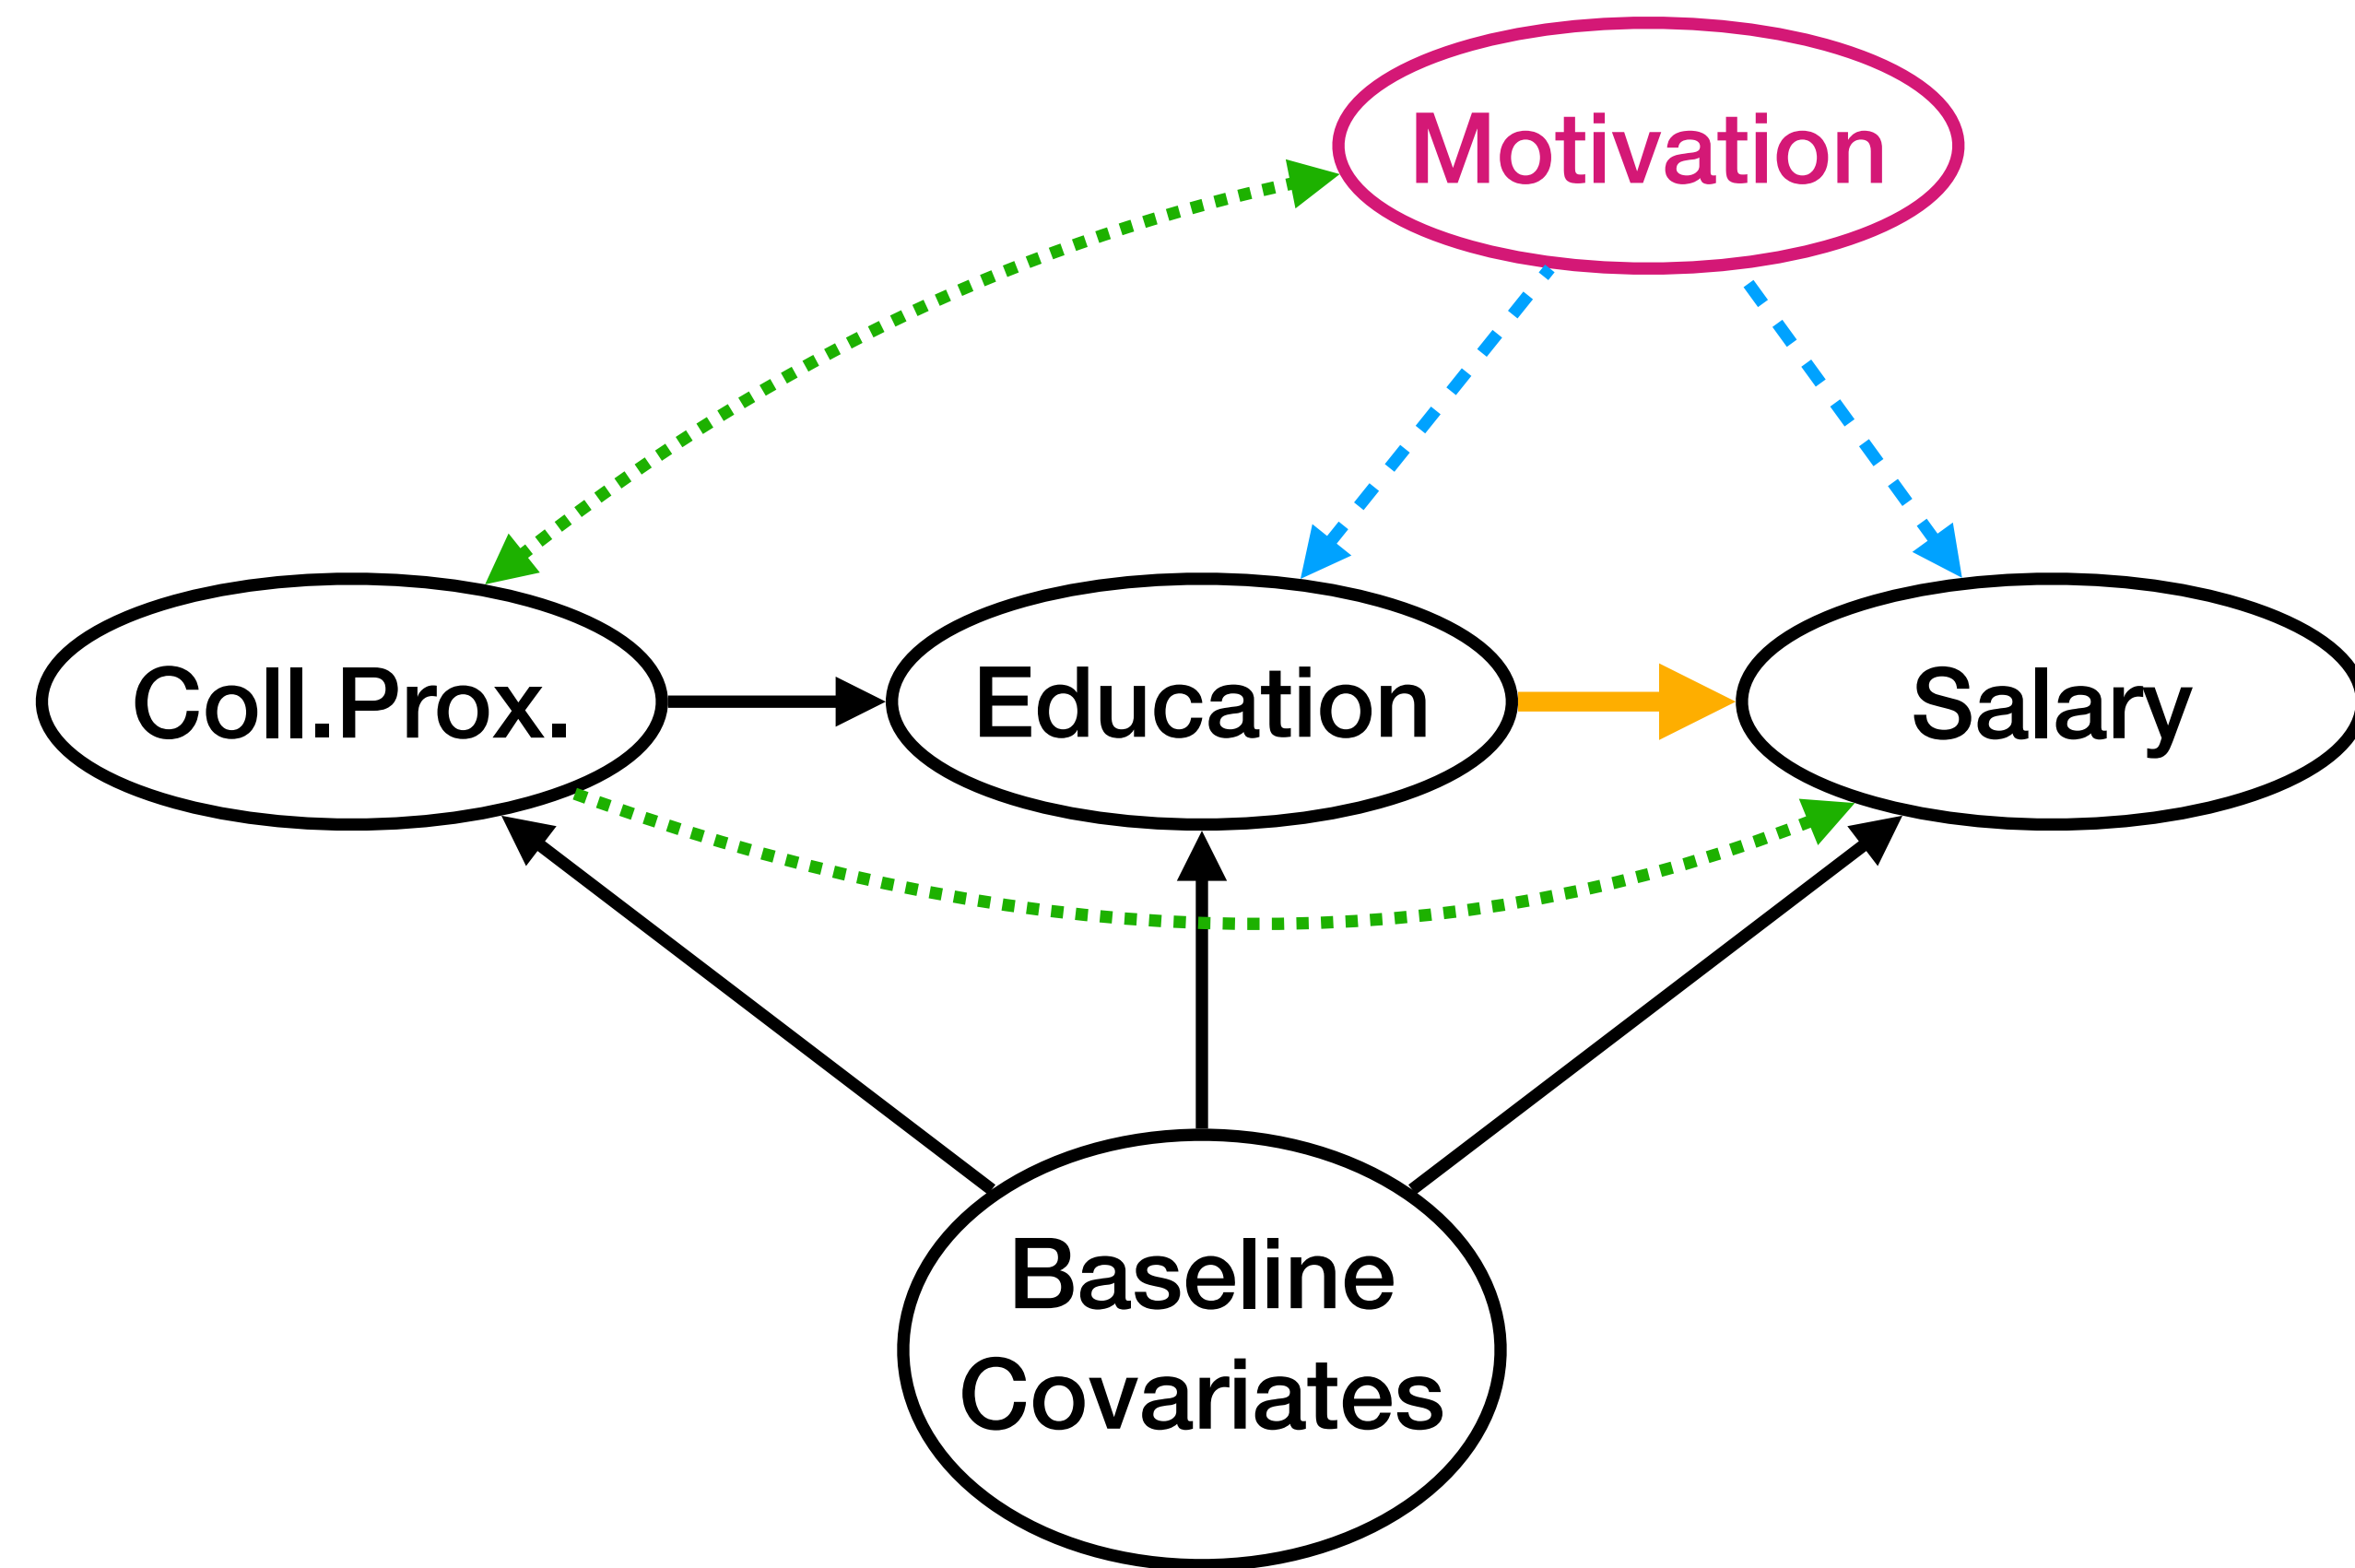 Motivation
Coll.Prox.
Education
Salary
Baseline
Covariates